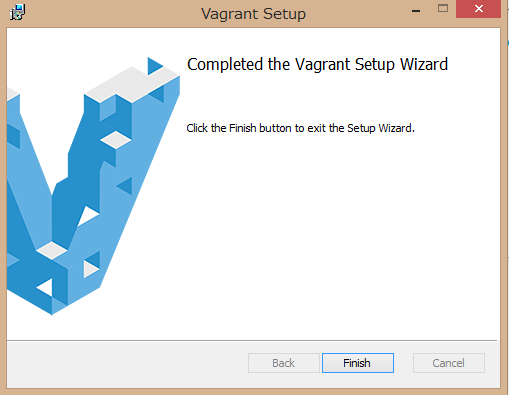 Vagrant Setup
Completed the Vagrant Setup Wizard
Click the Finish button to exit the Setup Wizard.
Back Finish Cancel